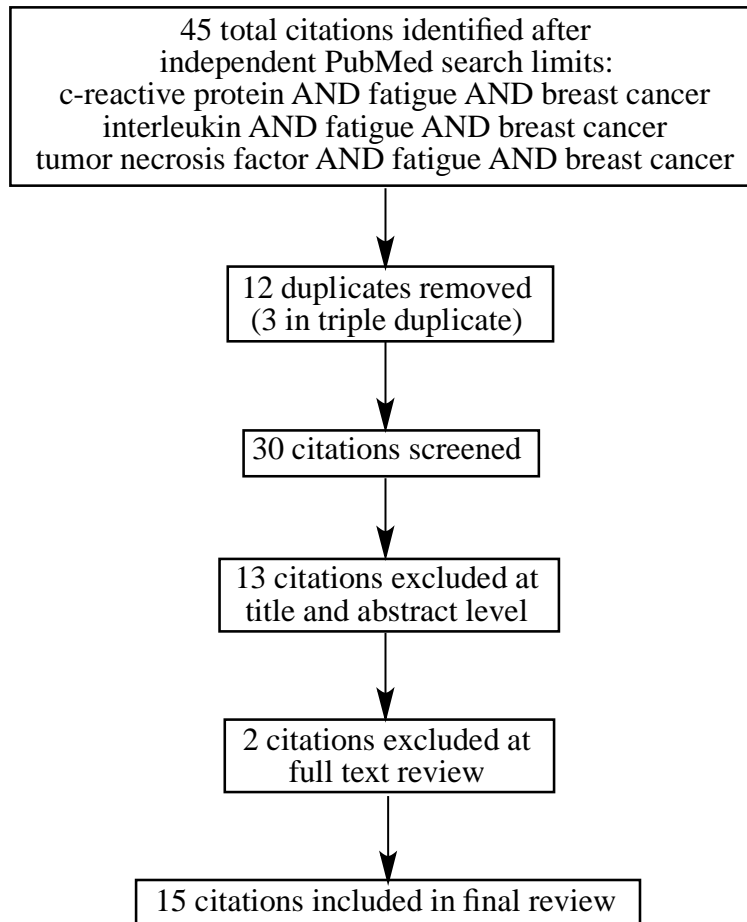 45 total citations identified after
independent PubMed search limits:
c-reactive protein AND fatigue AND breast cancer
interleukin AND fatigue AND breast cancer
tumor necrosis factor AND fatigue AND breast cancer
12 duplicates removed
(3 in triple duplicate)
30 citations screened
13 citations excluded at
title and abstract level
2 citations excluded at
full text review
15 citations included in final review